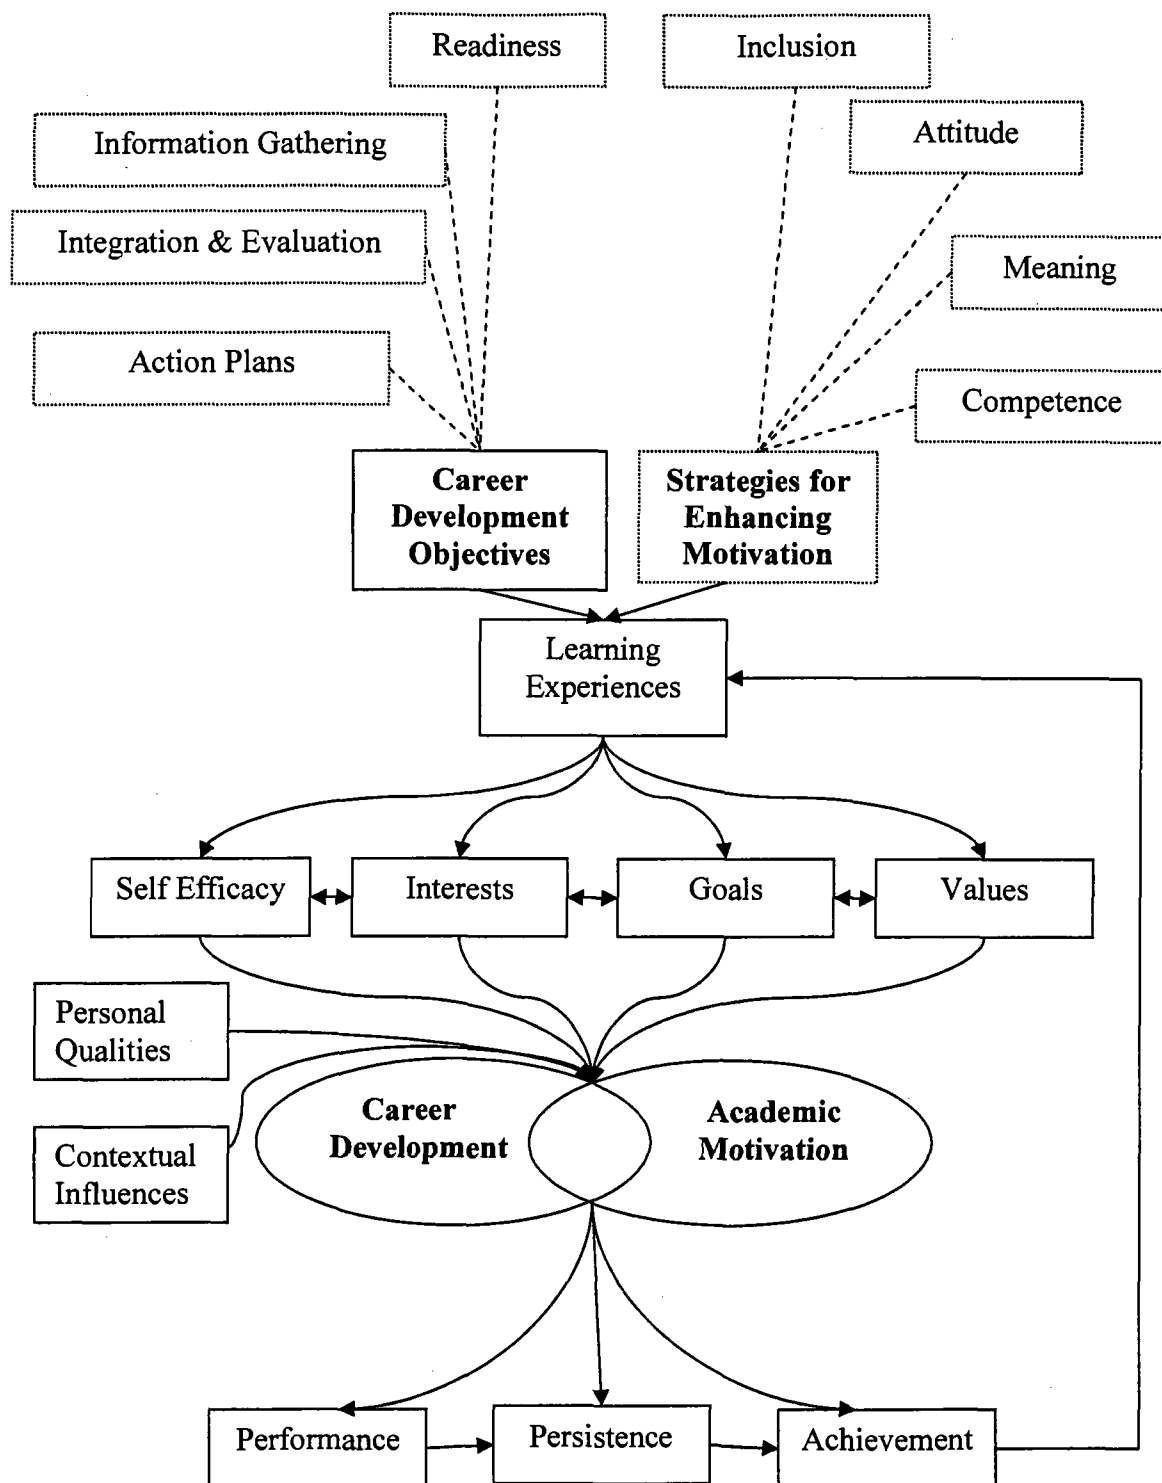 Readiness
Inclusion
Information Gathering
Attitude
Integration & Evaluation
Meaning
Action Plans
Competence
Career
Development
Objectives
Strategies for
Enhancing
Motivation
Learning
Experiences
Self Efficacy
Interests
Goals
Values
Personal
Qualities
Career
Development
Academic
Motivation
Contextual
Influences
Performance
Persistence
Achievement